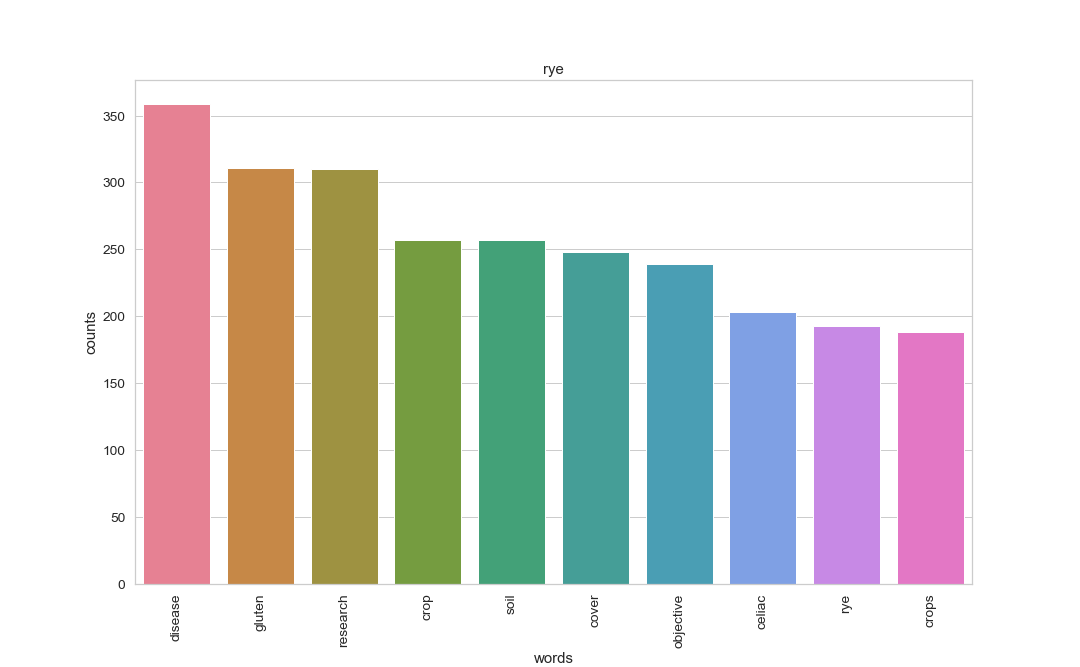 rye
350
300
250
200
150
100
50
0
counts
disease
gluten
research
crop
soil
cover
objective
celiac
rye
crops
words